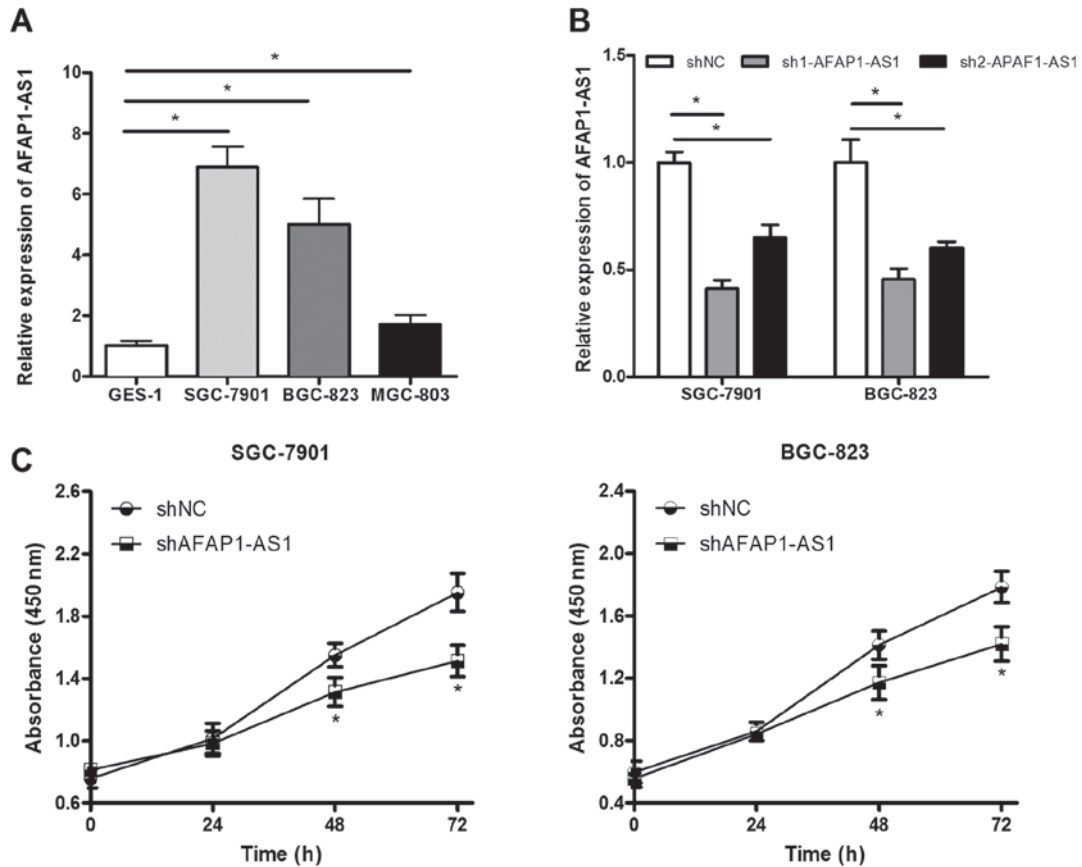 A
Relative expression of AFAP1-AS1
10
8
6
4
2
0
*
*
*
GES-1 SGC-7901 BGC-823 MGC-803
B
shNC sh1-AFAP1-AS1 sh2-APAF1-AS1
Relative expression of AFAP1-AS1
1.5
1.0
0.5
0.0
*
*
*
*
SGC-7901 BGC-823
C
SGC-7901
shNC
shAFAP1-AS1
Absorbance (450 nm)
2.6
2.2
1.8
1.4
1.0
0.6
*
*
0 24 48 72
Time (h)
BGC-823
shNC
shAFAP1-AS1
Absorbance (450 nm)
2.4
2.0
1.6
1.2
0.8
0.4
*
*
0 24 48 72
Time (h)